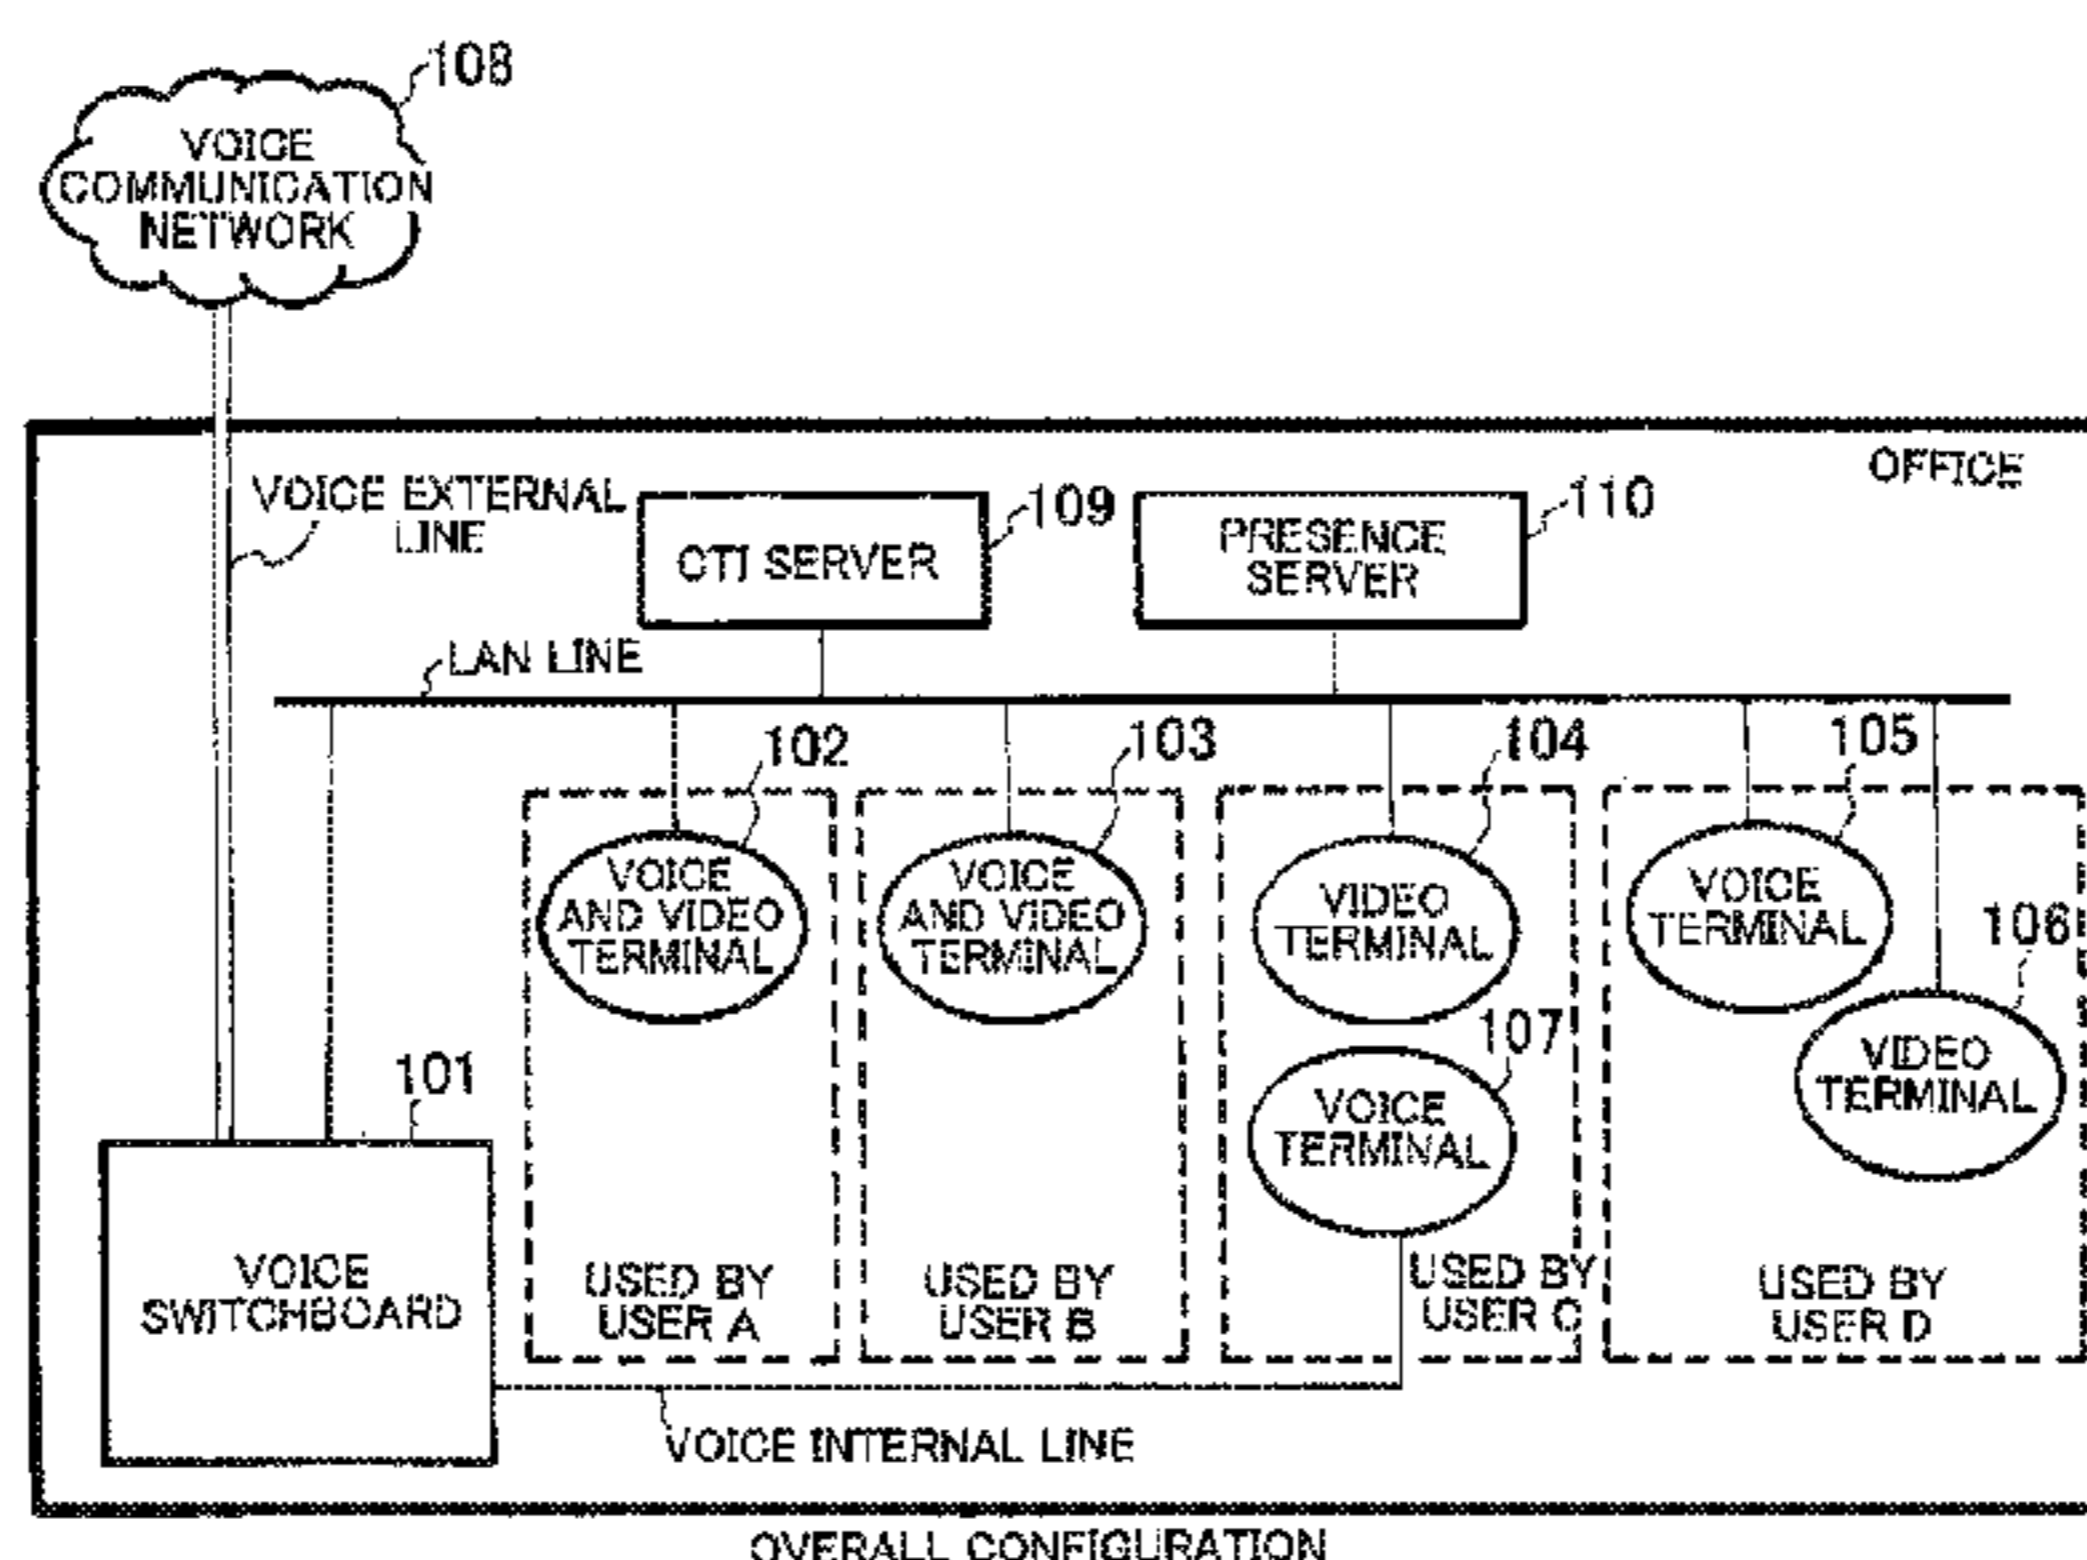 108
VOICE
COMMUNICATION
NETWORK
OFFICE
VOICE EXTERNAL
LINE
CTI SERVER
109
PRESENCE
SERVER
110
LAN LINE
102
103
104
105
VOICE
AND VIDEO
TERMINAL
VOICE
AND VIDEO
TERMINAL
VIDEO
TERMINAL
VOICE
TERMINAL
106
107
VIDEO
TERMINAL
VOICE
TERMINAL
101
VOICE
SWITCHBOARD
USED BY
USER A
USED BY
USER B
USED BY
USER C
USED BY
USER D
VOICE INTERNAL LINE
OVERALL CONFIGURATION